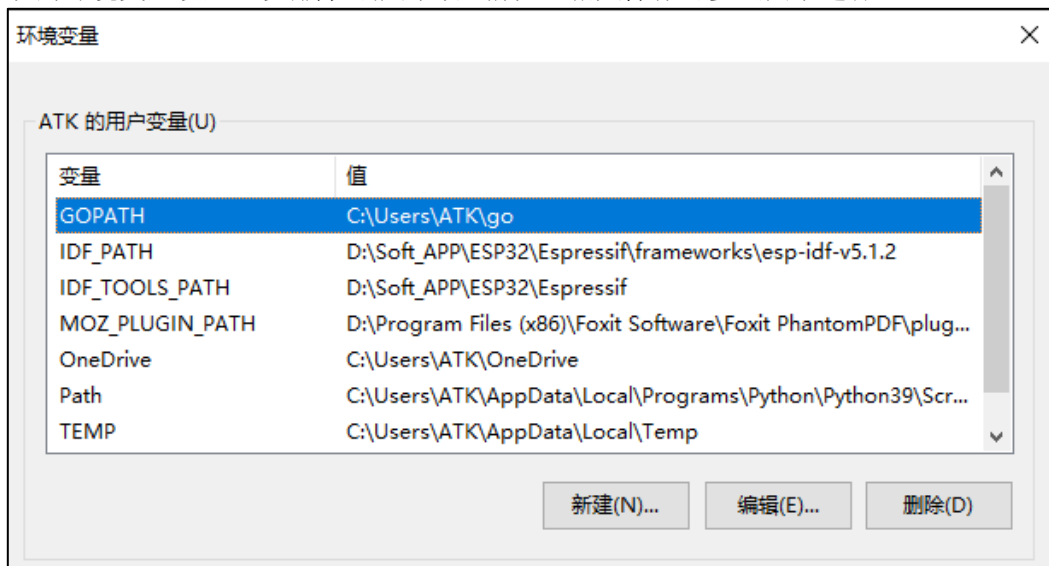 环境变量
ATK 的用户变量(U)
变量 值
GOPATH C:\Users\ATK\go
IDF_PATH D:\Soft_APP\ESP32\Espressif\frameworks\esp-idf-v5.1.2
IDF_TOOLS_PATH D:\Soft_APP\ESP32\Espressif
MOZ_PLUGIN_PATH D:\Program Files (x86)\Foxit Software\Foxit PhantomPDF\plug...
OneDrive C:\Users\ATK\OneDrive
Path C:\Users\ATK\AppData\Local\Programs\Python\Python39\Scr...
TEMP C:\Users\ATK\AppData\Local\Temp
新建(N)... 编辑(E)... 删除(D)